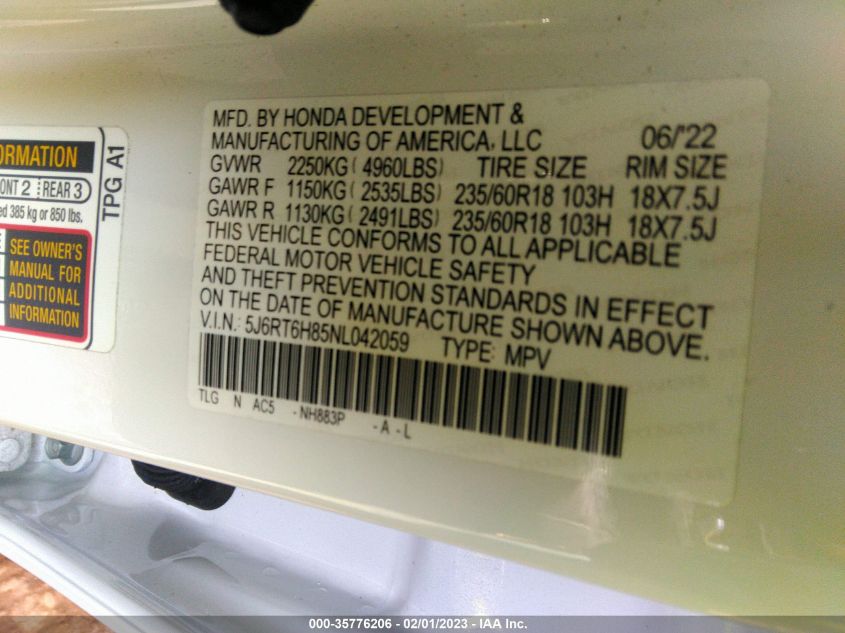 ORMATION
ONT 2 REAR 3
ed 385 kg or 850 lbs.
SEE OWNER'S
MANUAL FOR
ADDITIONAL
INFORMATION
TPG A1
MFD. BY HONDA DEVELOPMENT &
MANUFACTURING OF AMERICA, LLC 06/'22
GVWR 2250KG ( 4960LBS) TIRE SIZE RIM SIZE
GAWR F 1150KG ( 2535LBS) 235/60R18 103H 18X7.5J
GAWR R 1130KG ( 2491LBS) 235/60R18 103H 18X7.5J
THIS VEHICLE CONFORMS TO ALL APPLICABLE
FEDERAL MOTOR VEHICLE SAFETY
AND THEFT PREVENTION STANDARDS IN EFFECT
ON THE DATE OF MANUFACTURE SHOWN ABOVE.
V.I.N.: 5J6RT6H85NL042059 TYPE: MPV
TLG N AC5 -NH883P -A -L
000-35776206 - 02/01/2023 - IAA Inc.